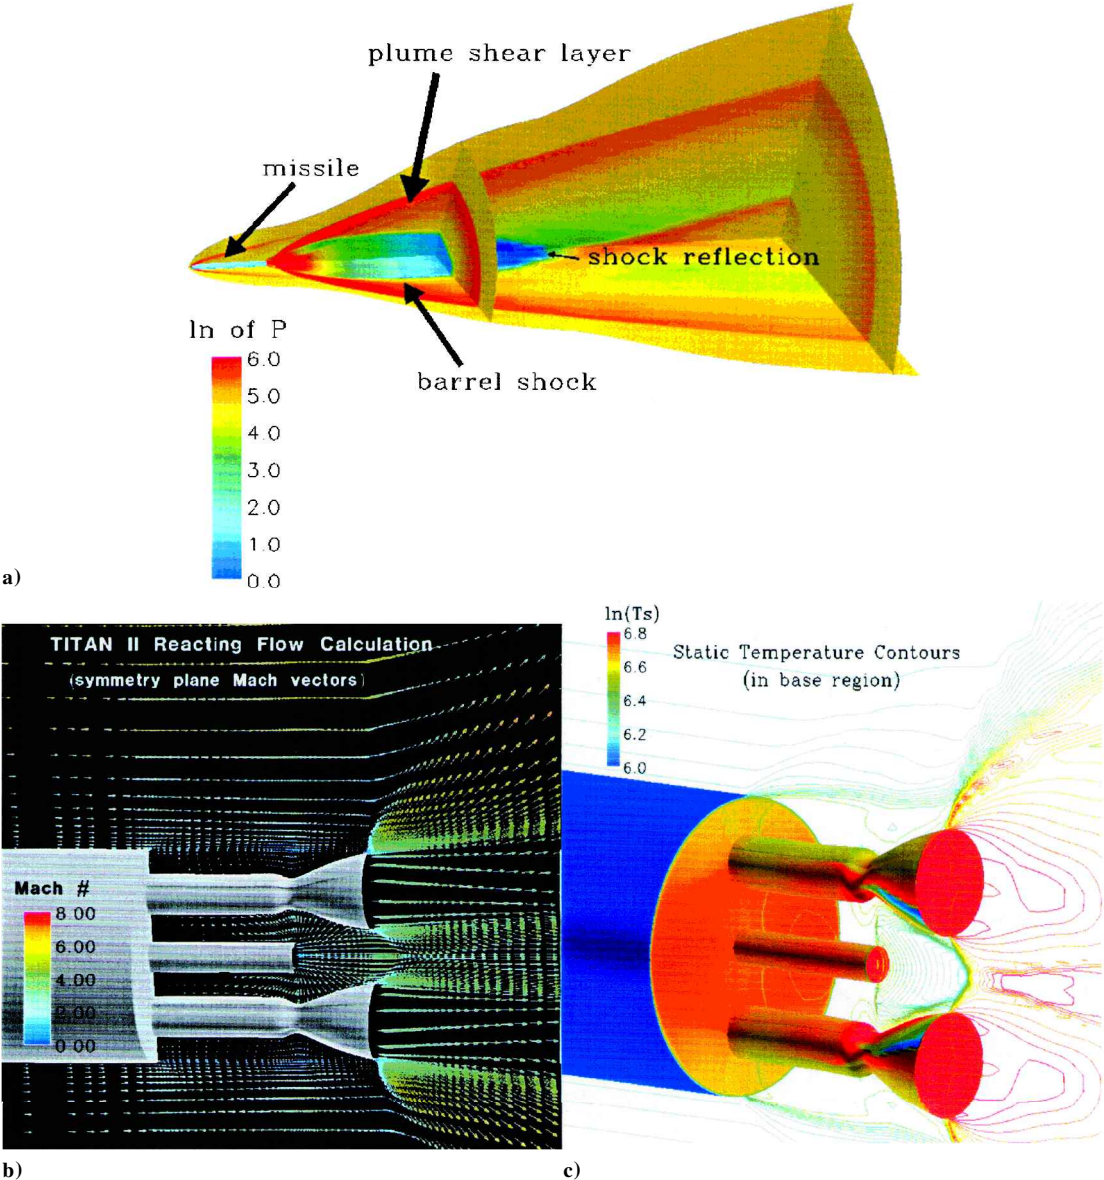 plume shear layer
missile
shock reflection
barrel shock
ln of P
6.0
5.0
4.0
3.0
2.0
1.0
0.0
a)
TITAN II Reacting Flow Calculation
(symmetry plane Mach vectors)
Mach #
8.00
6.00
4.00
2.00
0.00
b)
ln(Ts)
6.8
6.6
6.4
6.2
6.0
Static Temperature Contours
(in base region)
c)